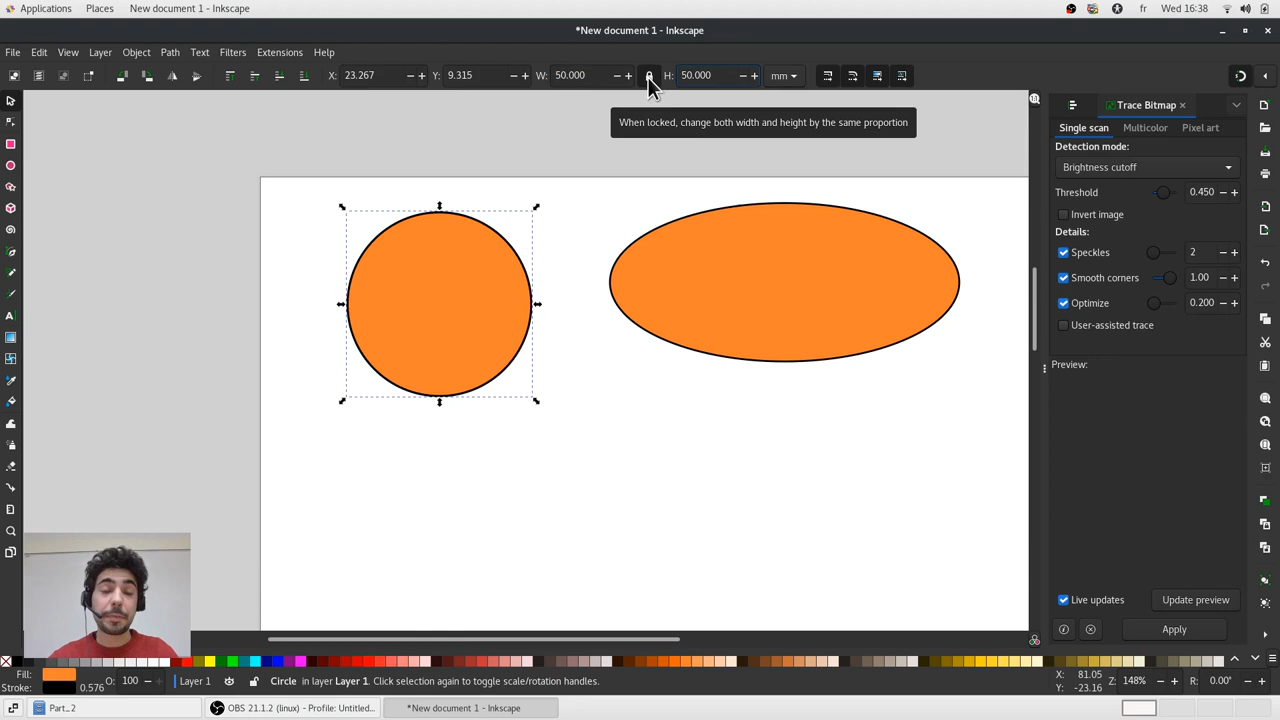 Applications Places New document 1 - Inkscape fr Wed 16:38
*New document 1 - Inkscape
File Edit View Layer Object Path Text Filters Extensions Help
X: 23.267 Y: 9.315 W: 50.000 H: 50.000 mm
When locked, change both width and height by the same proportion
Trace Bitmap
Single scan Multicolor Pixel art
Detection mode:
Brightness cutoff
Threshold 0.450
Invert image
Details:
Speckles 2
Smooth corners 1.00
Optimize 0.200
User-assisted trace
Preview:
Live updates Update preview
Apply
Fill:
Stroke: 0.576 O: 100 Layer 1 Circle in layer Layer 1. Click selection again to toggle scale/rotation handles. X: 81.05 Y: -23.16 Z: 148% R: 0.00°
Part_2 OBS 21.1.2 (linux) - Profile: Untitled... *New document 1 - Inkscape